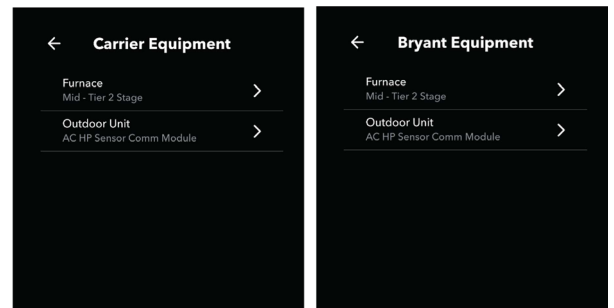 Carrier Equipment
Furnace
Mid - Tier 2 Stage
Outdoor Unit
AC HP Sensor Comm Module
Bryant Equipment
Furnace
Mid - Tier 2 Stage
Outdoor Unit
AC HP Sensor Comm Module